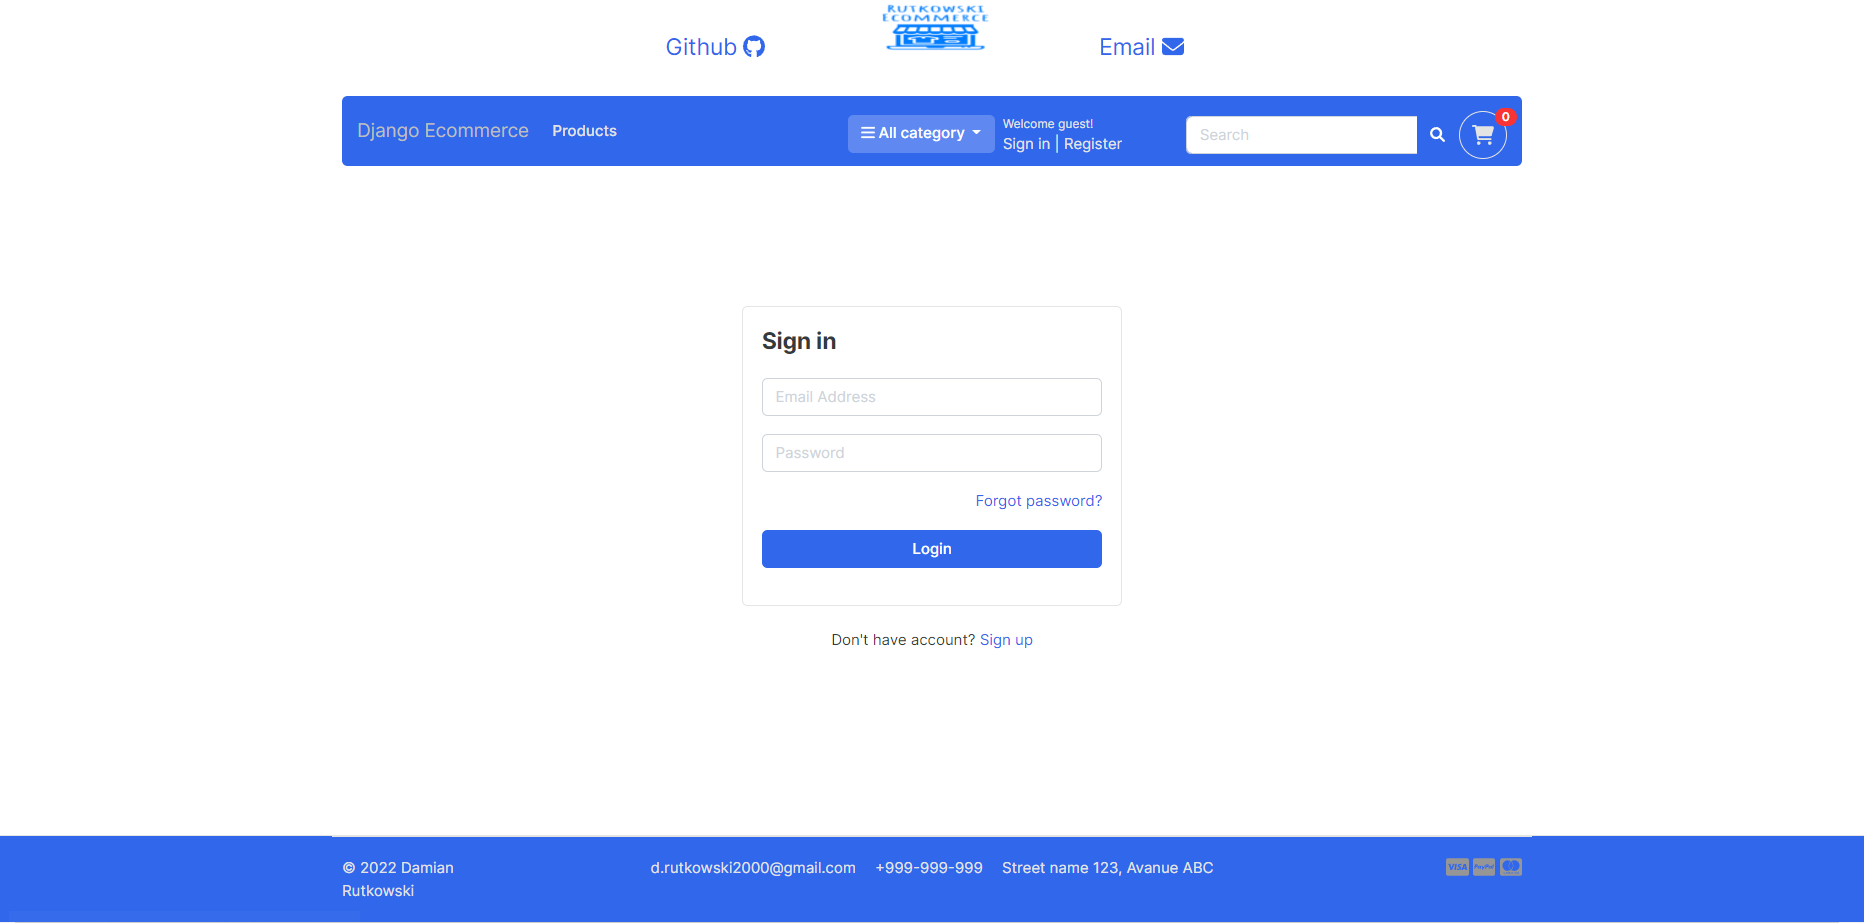 RUTKOWSKI
ECOMMERCE
Github
Email
Django Ecommerce
Products
All category
Welcome guest!
Sign in | Register
Search
0
Sign in
Email Address
Password
Forgot password?
Login
Don't have account? Sign up
© 2022 Damian
Rutkowski
d.rutkowski2000@gmail.com
+999-999-999
Street name 123, Avanue ABC
VISA
PayPal